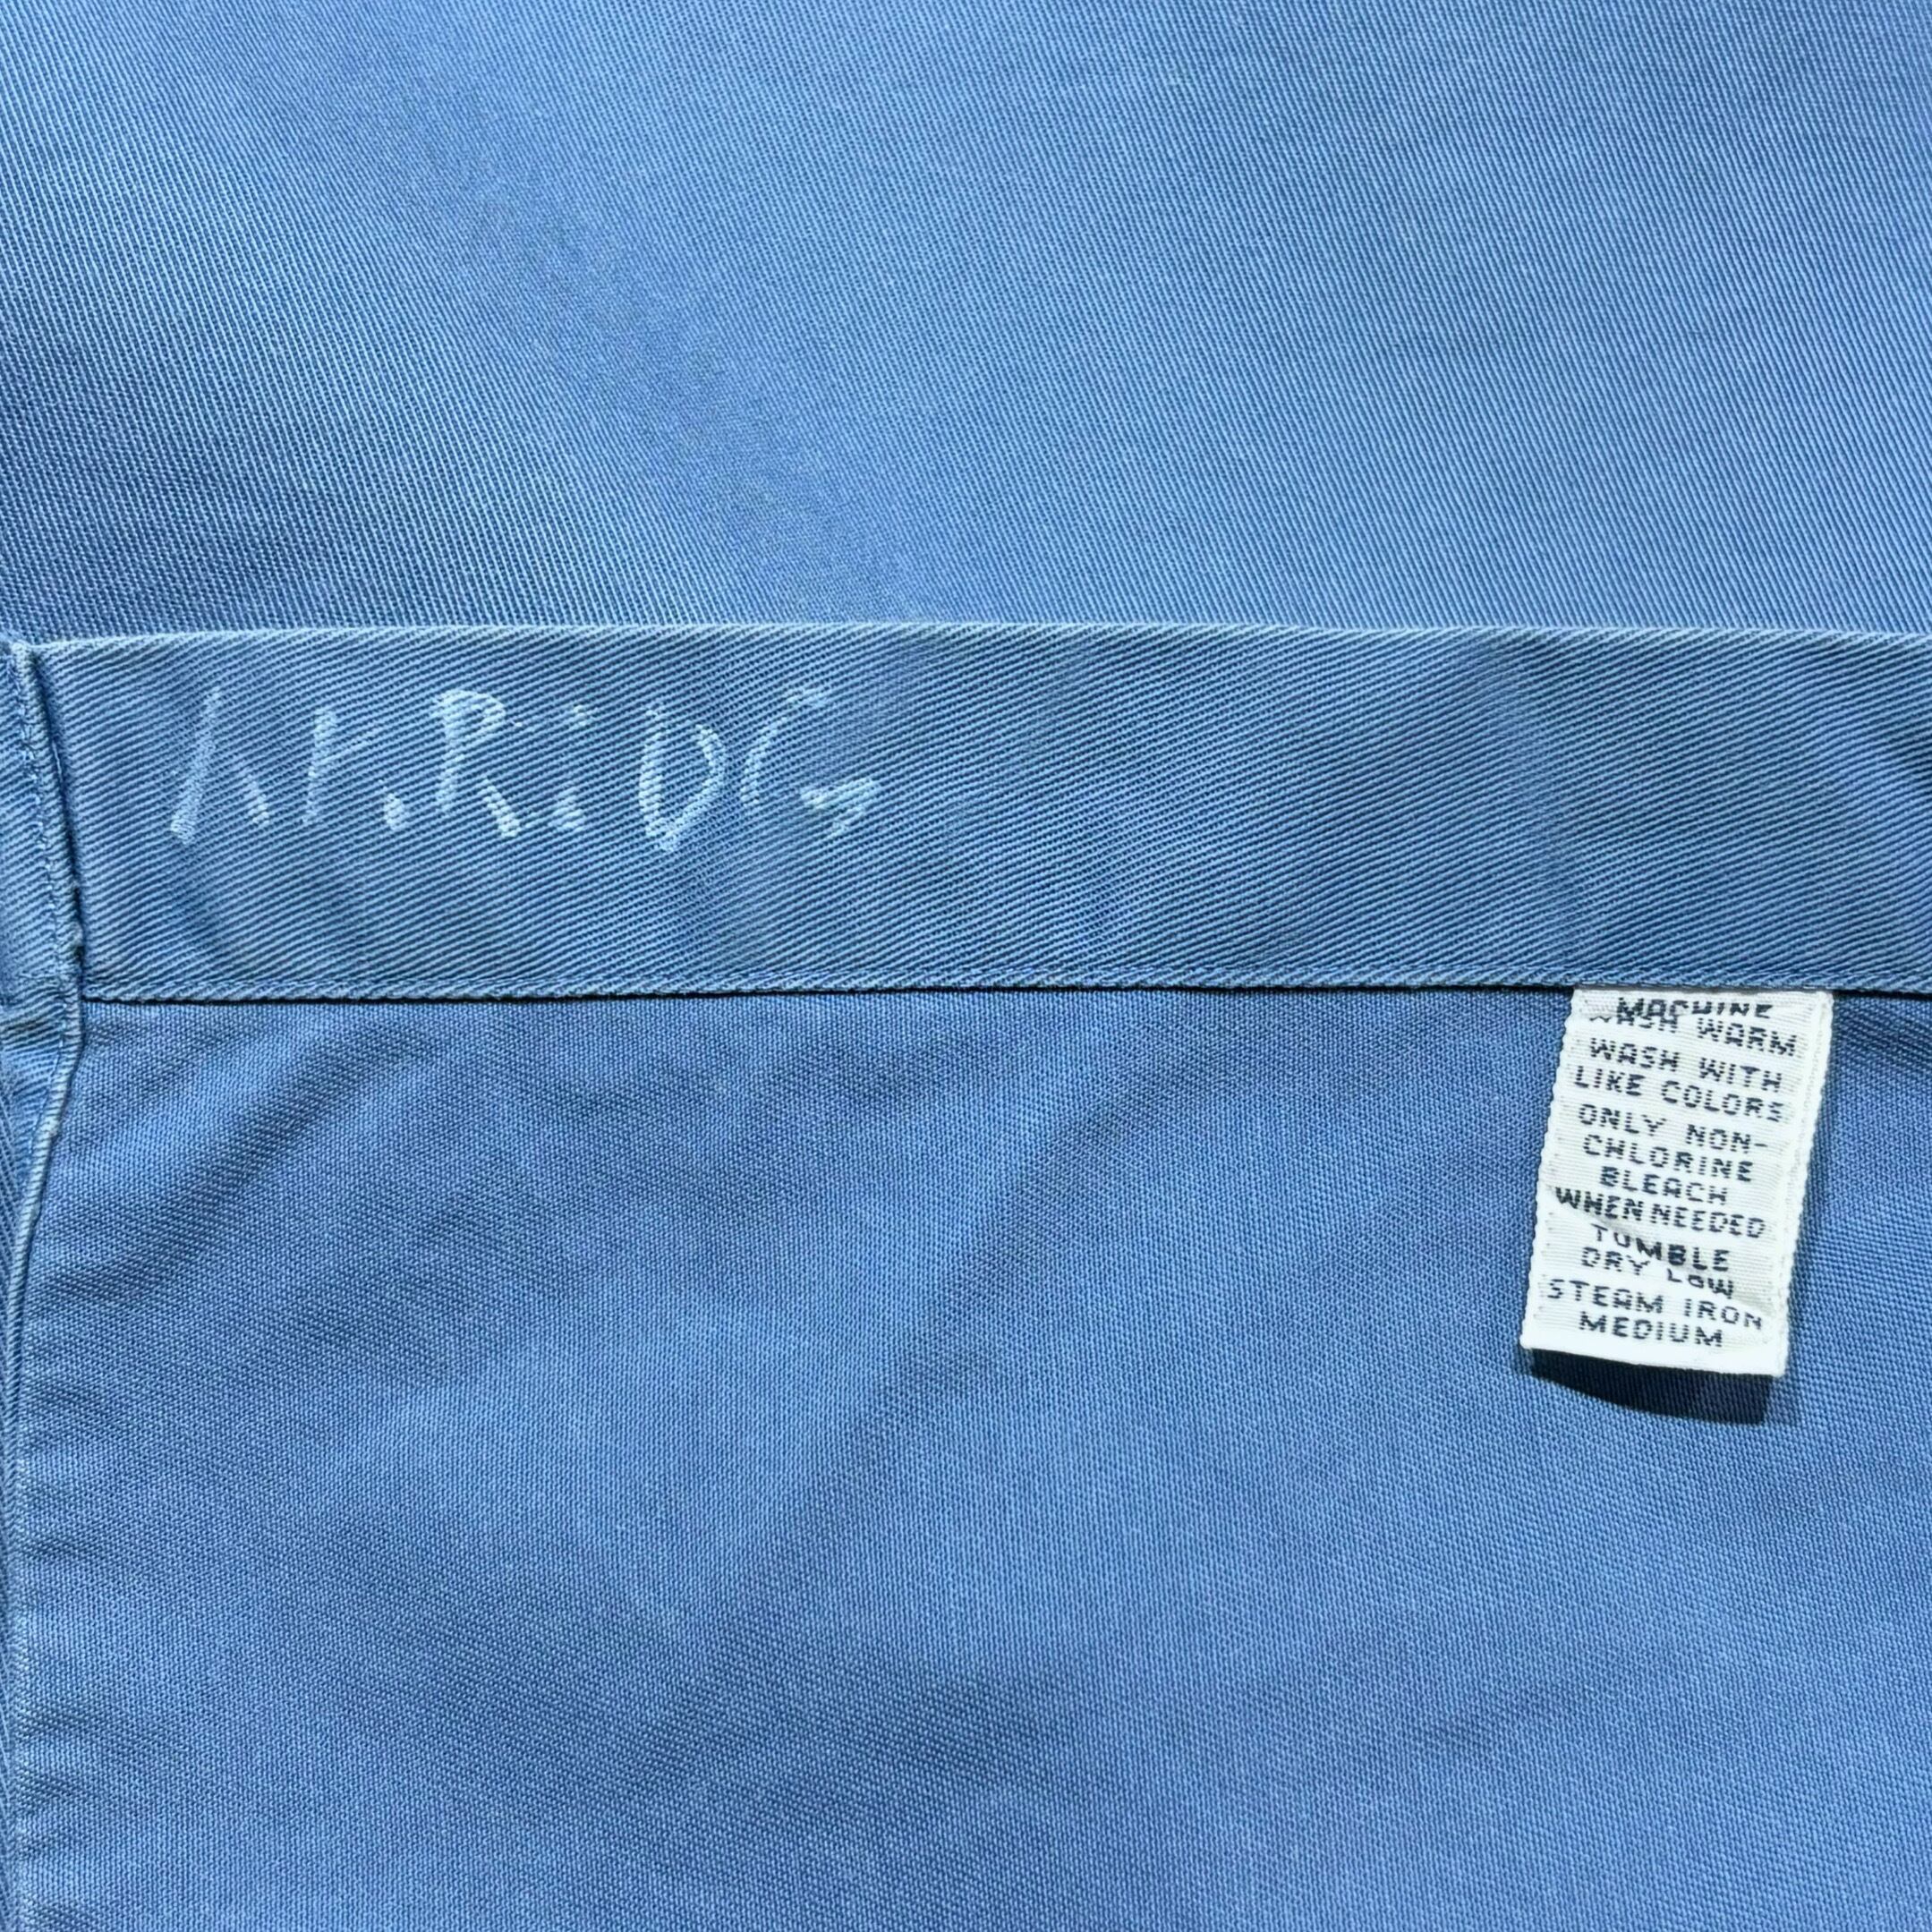 MACHINE
WASH WARM
WASH WITH
LIKE COLORS
ONLY NON-
CHLORINE
BLEACH
WHEN NEEDED
TUMBLE
DRY LOW
STEAM IRON
MEDIUM